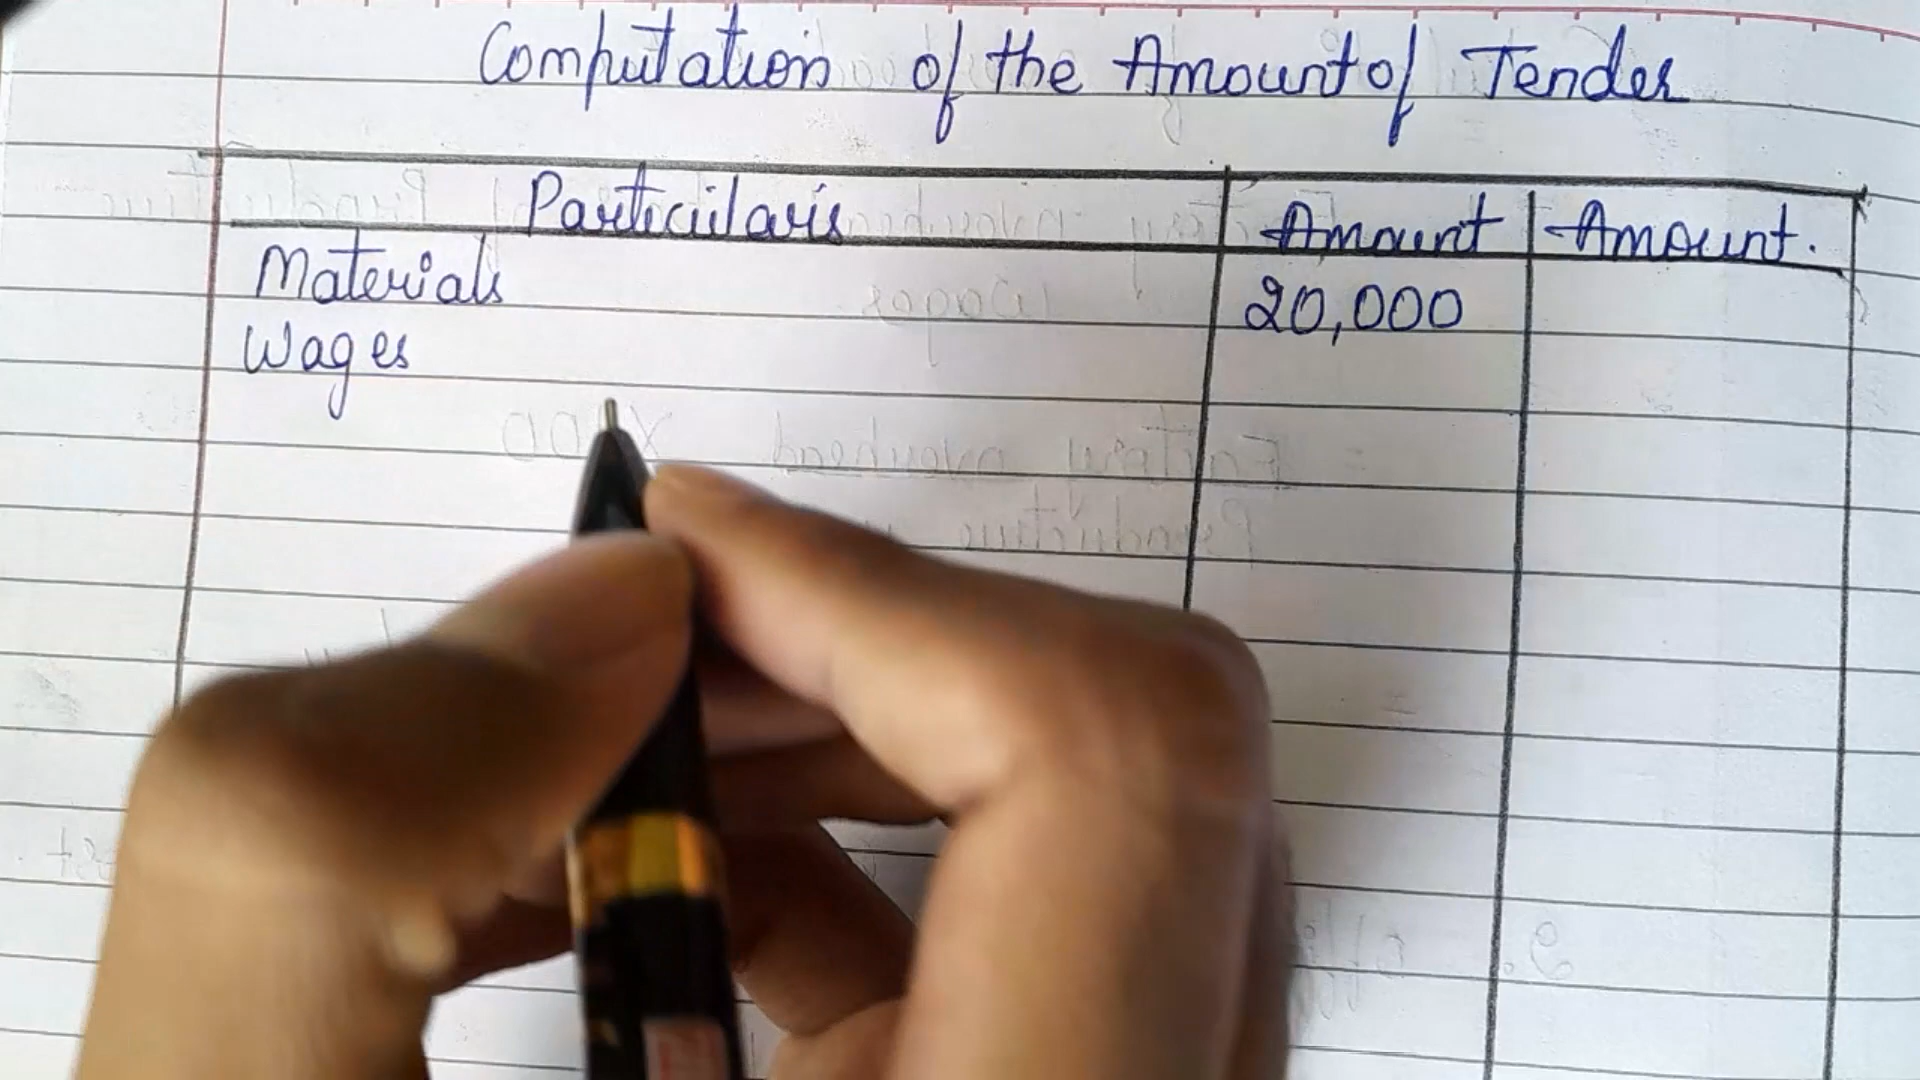 Computation of the Amount of Tender
Particulars Amount Amount.
Materials 20,000
Wages